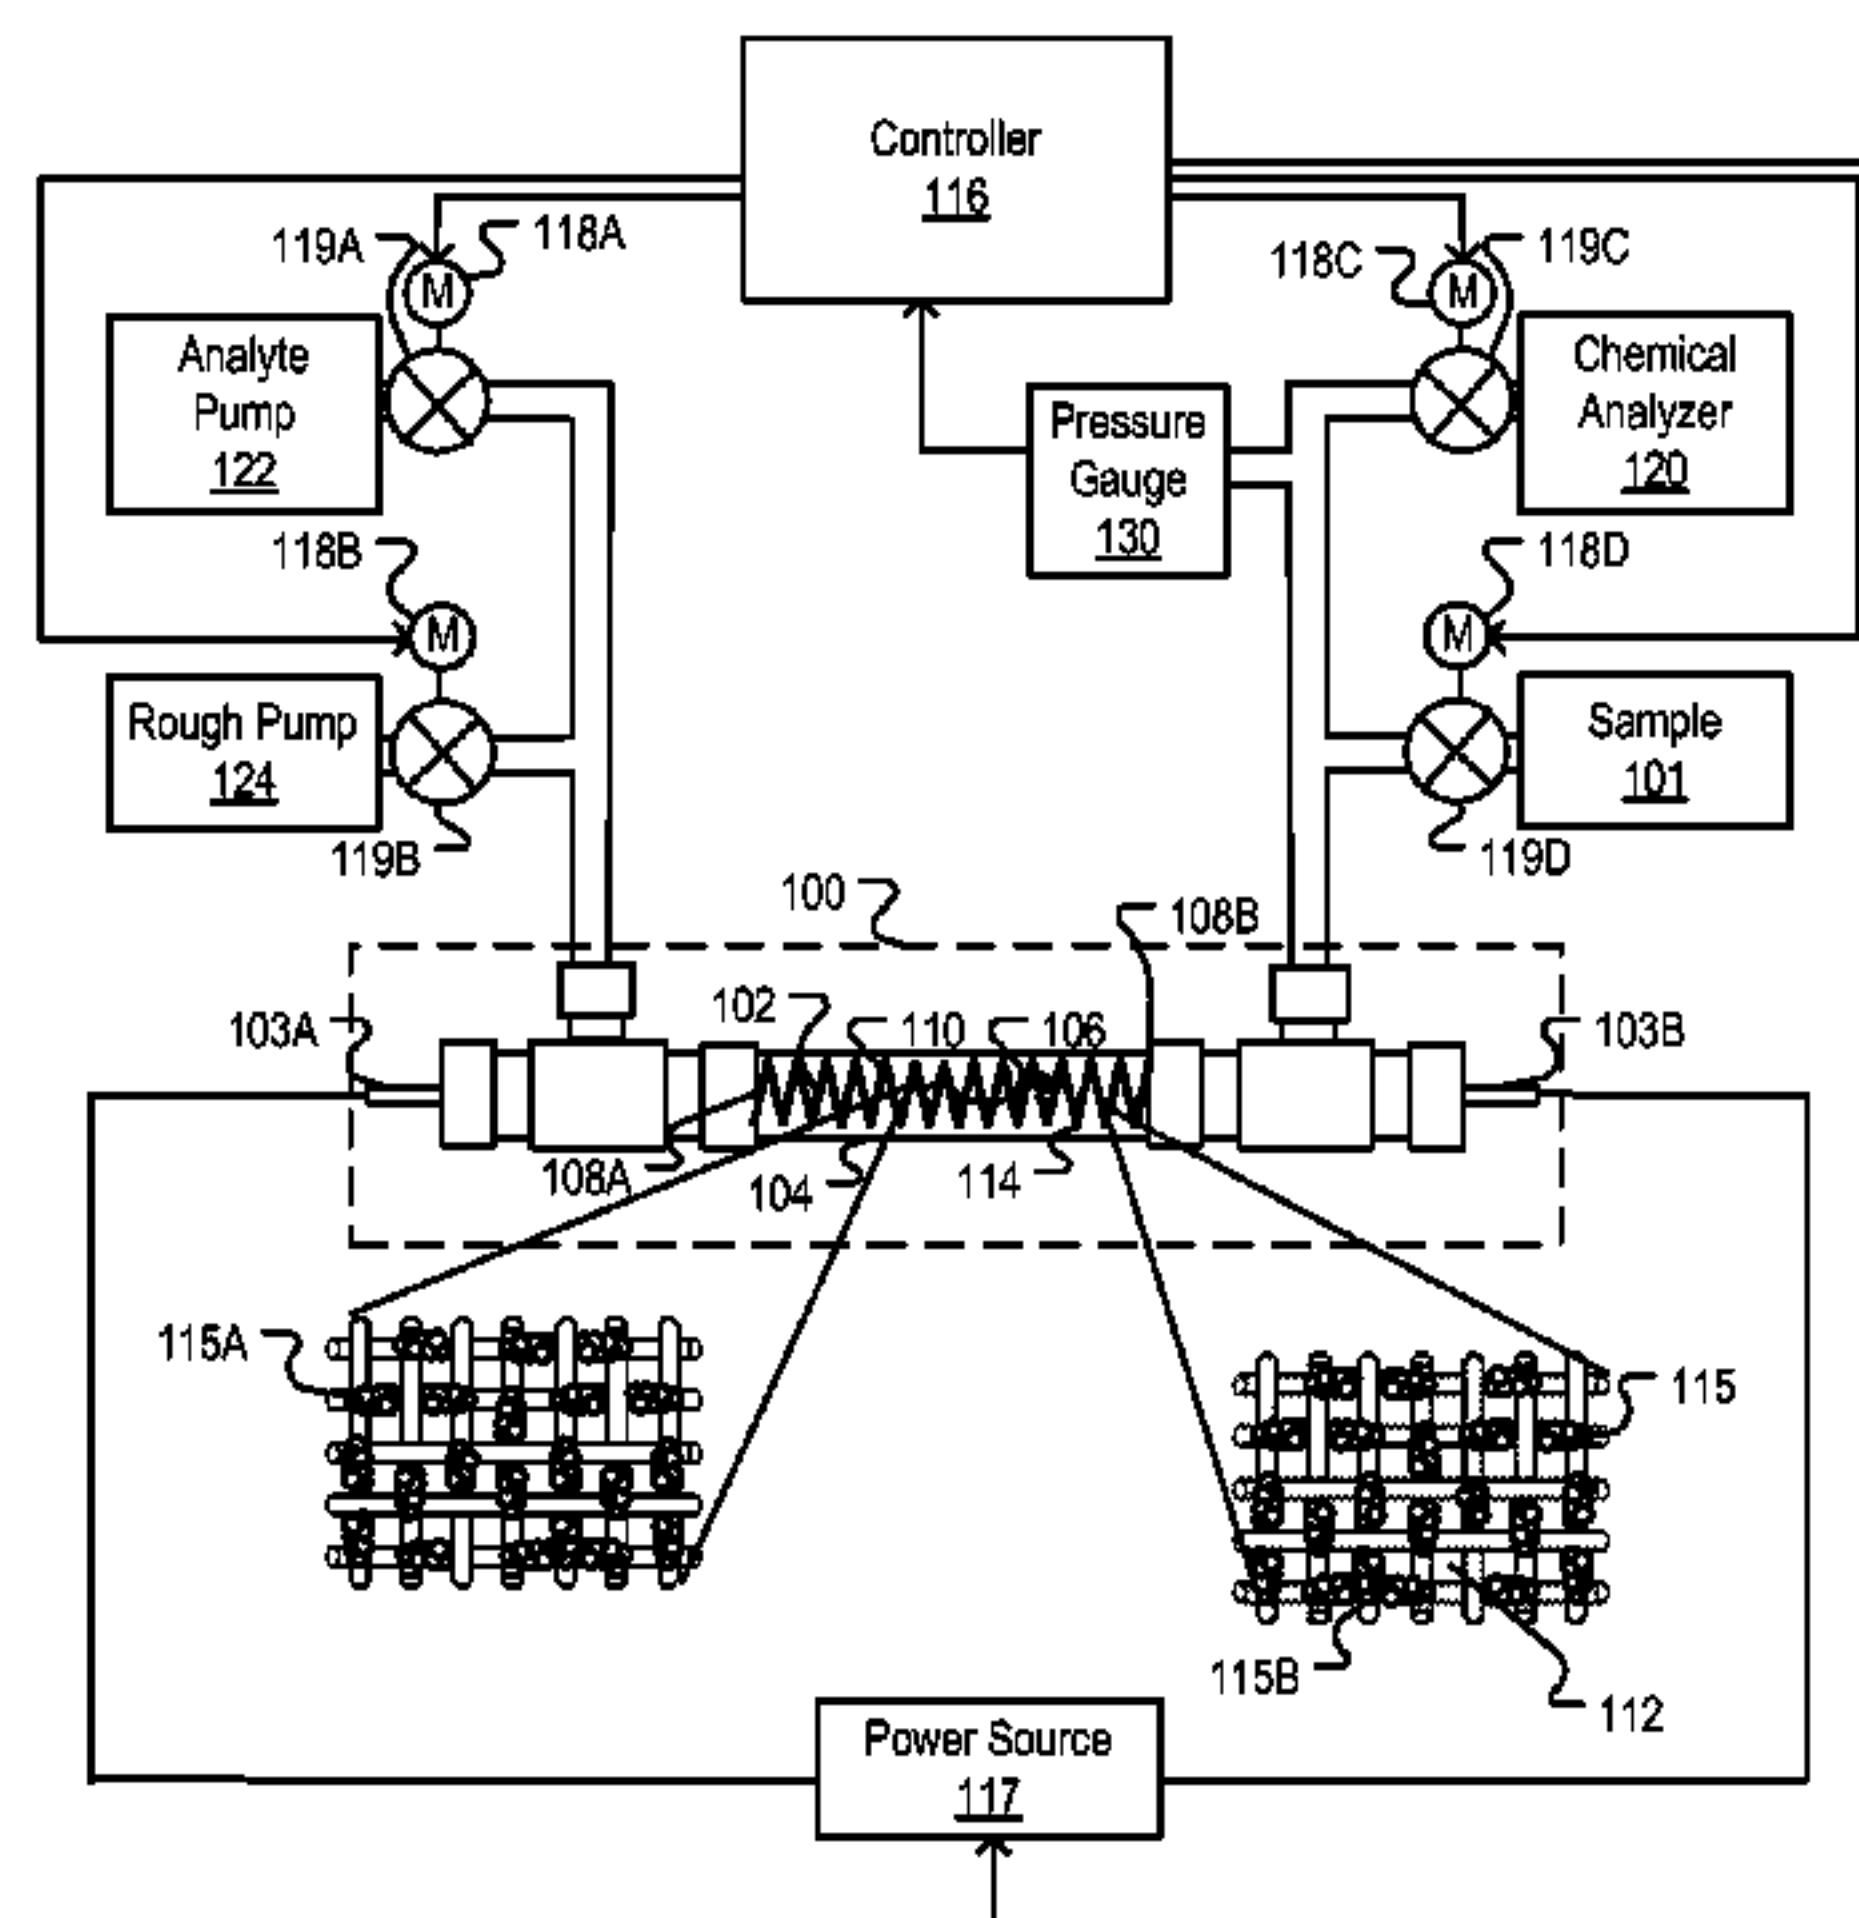 Controller
116
119A
118A
118C
119C
Analyte
Pump
122
Pressure
Gauge
130
Chemical
Analyzer
120
M
M
118B
118D
M
M
Rough Pump
124
Sample
101
119B
119D
100
108B
102
110
106
103A
103B
108A
104
114
115A
115
115B
112
Power Source
117